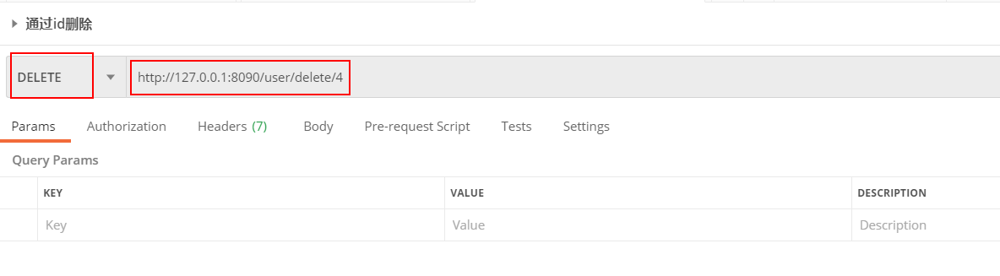 通过id删除
DELETE http://127.0.0.1:8090/user/delete/4
Params Authorization Headers (7) Body Pre-request Script Tests Settings
Query Params
KEY VALUE DESCRIPTION
Key Value Description